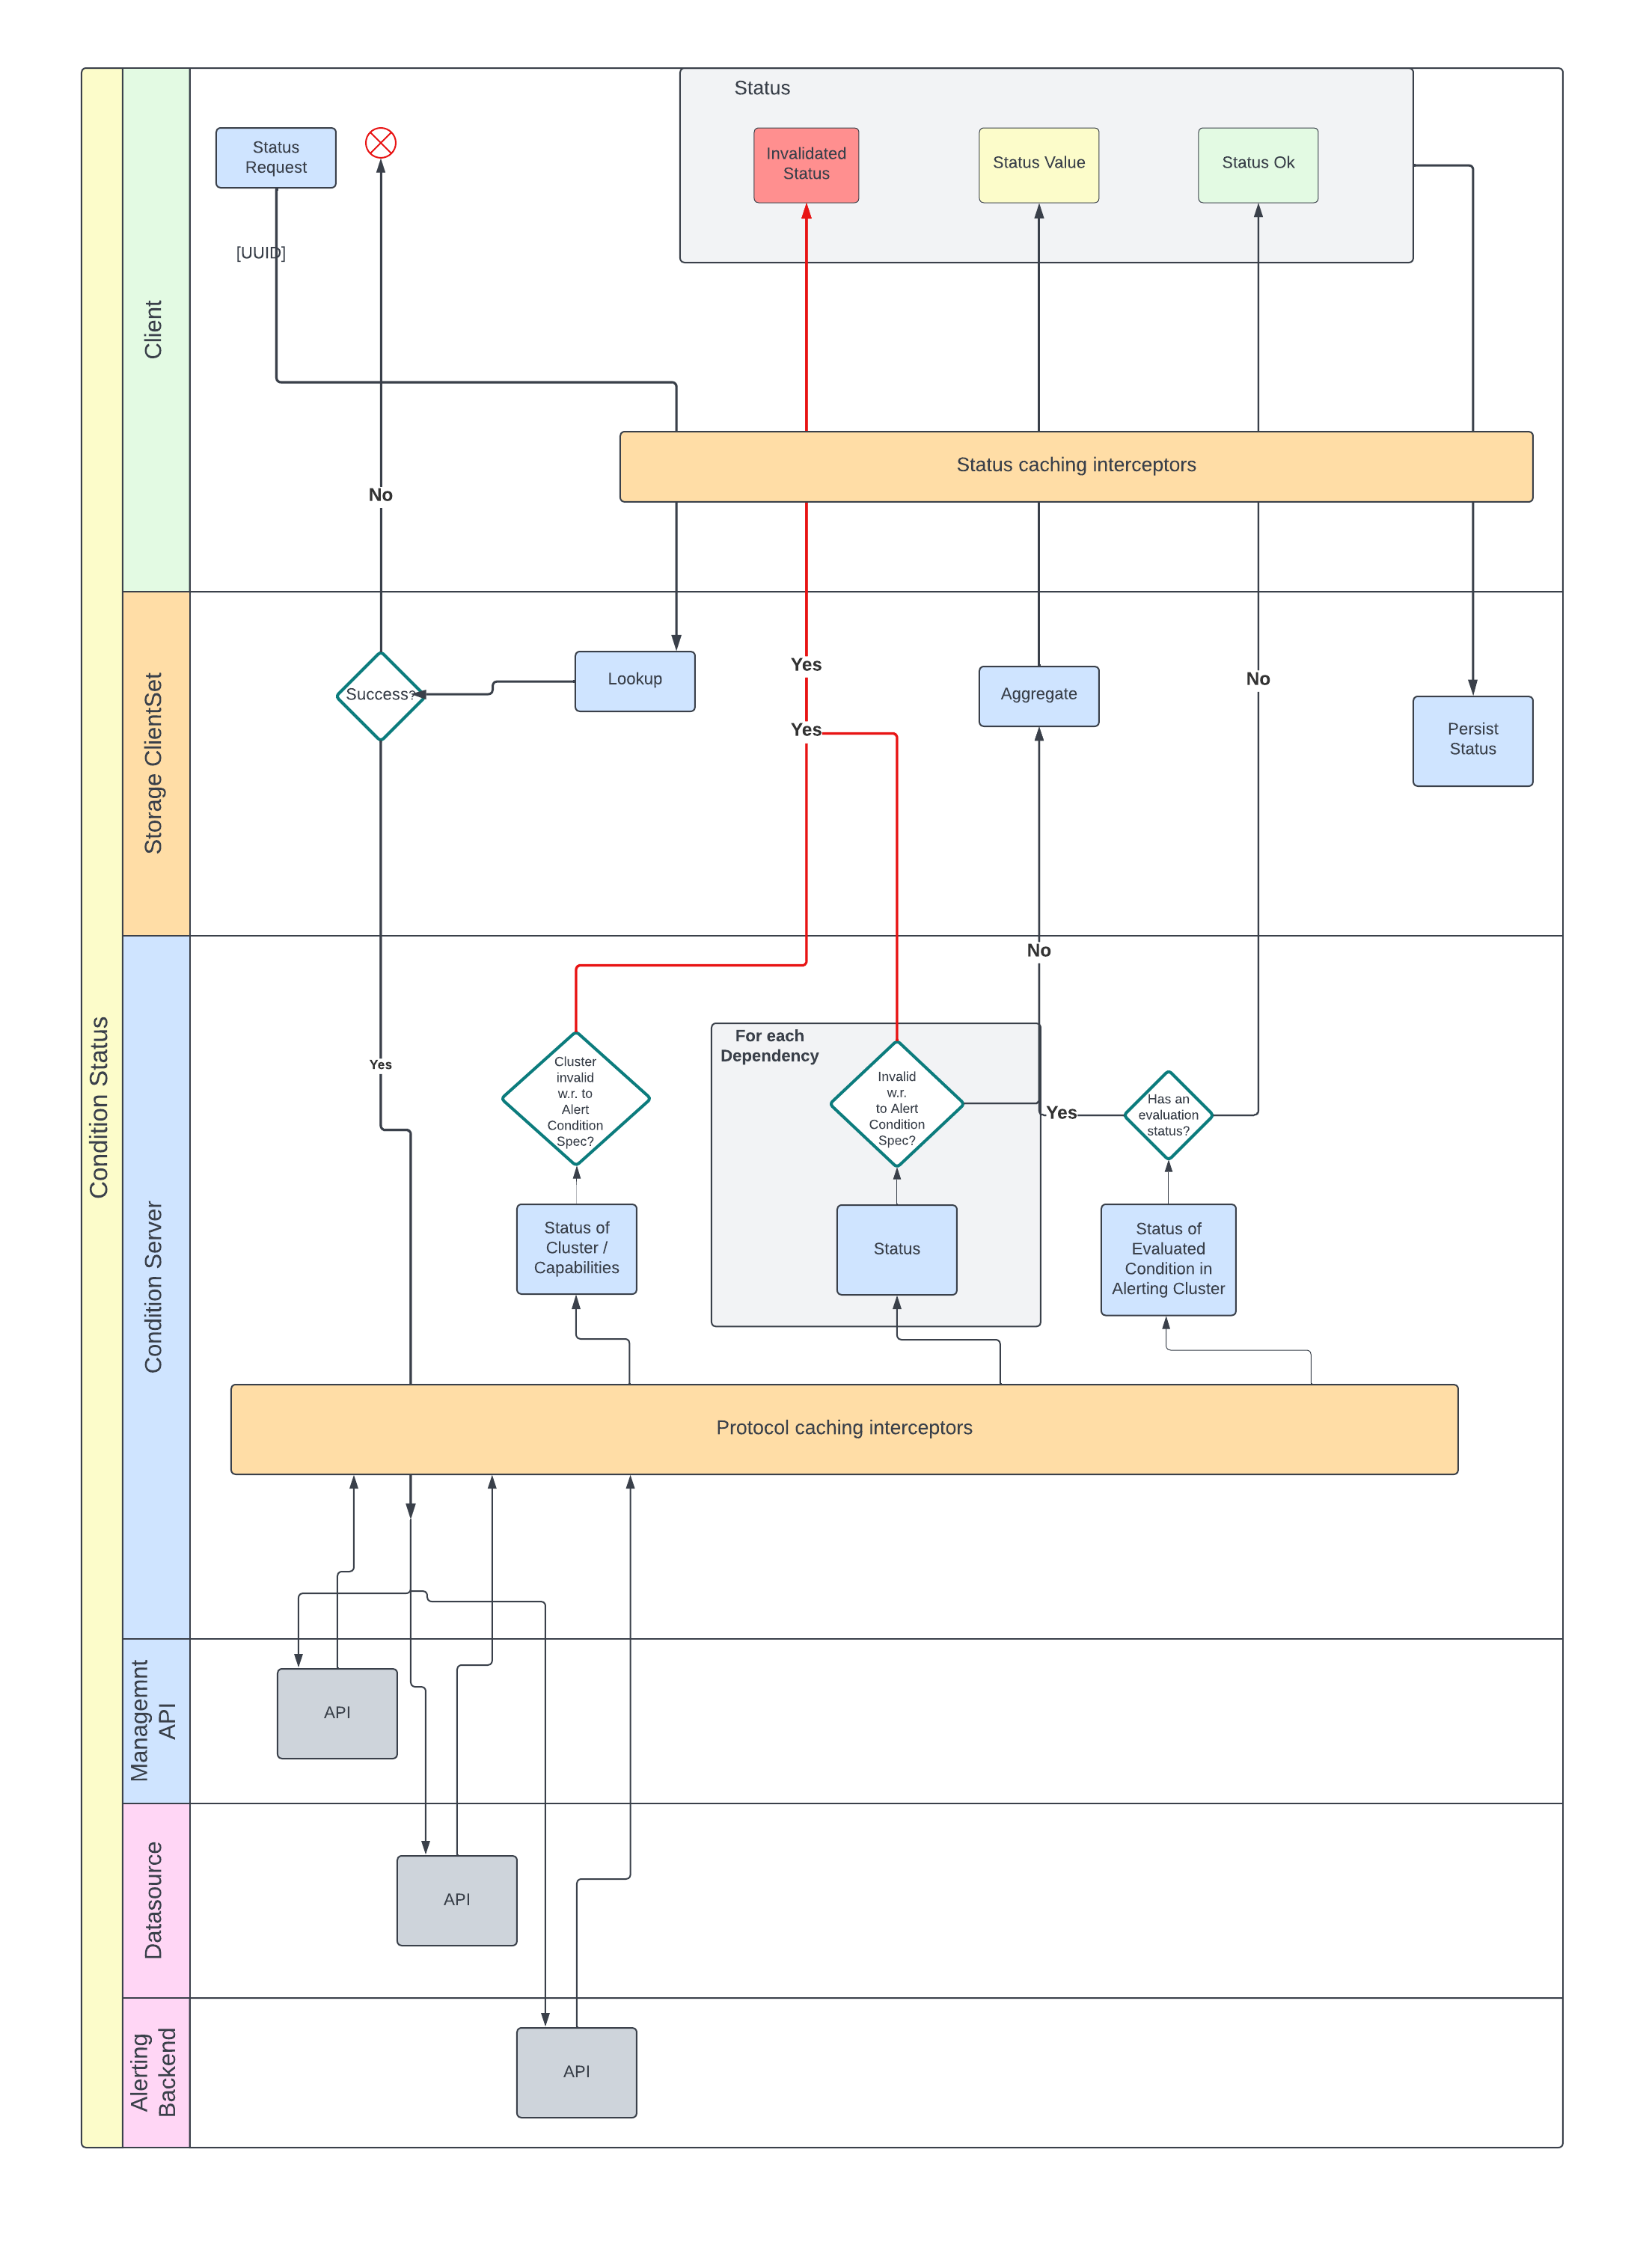 Status
Status
Request
Invalidated
Status
Status Value
Status Ok
[UUID]
Client
Status caching interceptors
No
Storage ClientSet
Success?
Lookup
Yes
Yes
Aggregate
No
Persist
Status
Condition Status
Condition Server
No
Yes
For each
Dependency
Cluster
invalid
w.r. to
Alert
Condition
Spec?
Invalid
w.r.
to Alert
Condition
Spec?
Yes
Has an
evaluation
status?
Status of
Cluster /
Capabilities
Status
Status of
Evaluated
Condition in
Alerting Cluster
Protocol caching interceptors
Managemnt
API
API
Datasource
API
Alerting
Backend
API